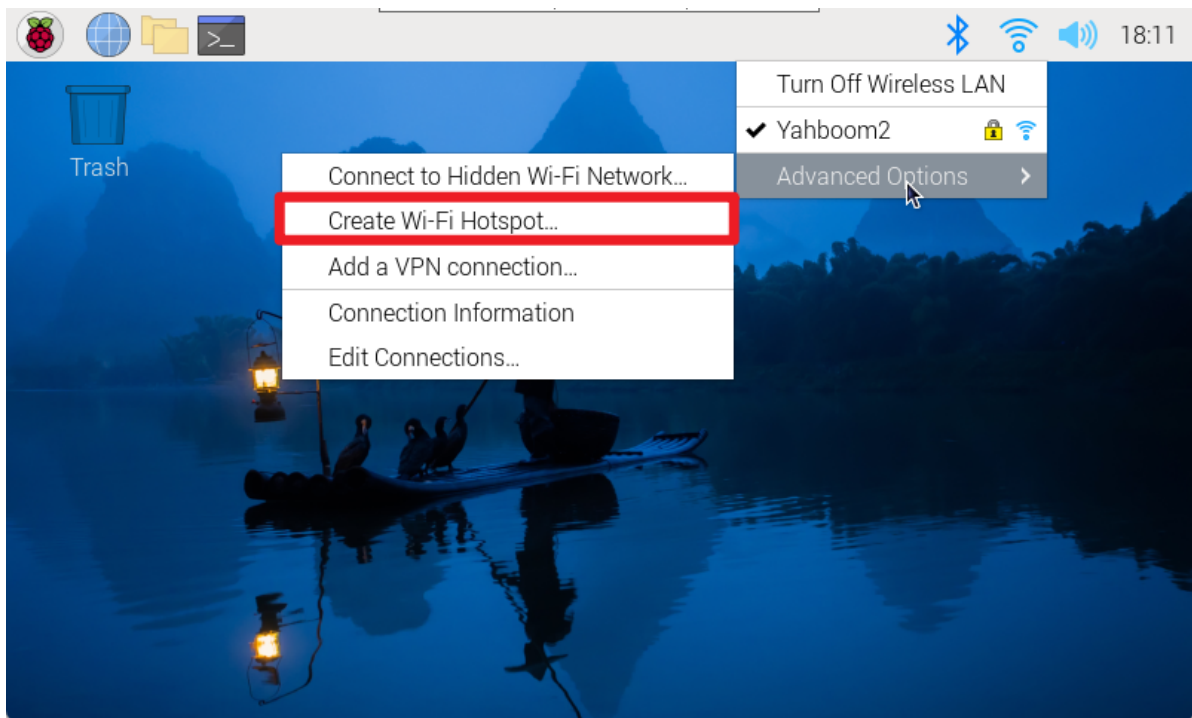 >_
18:11
Turn Off Wireless LAN
Yahboom2
Advanced Options
Trash
Connect to Hidden Wi-Fi Network...
Create Wi-Fi Hotspot...
Add a VPN connection...
Connection Information
Edit Connections...